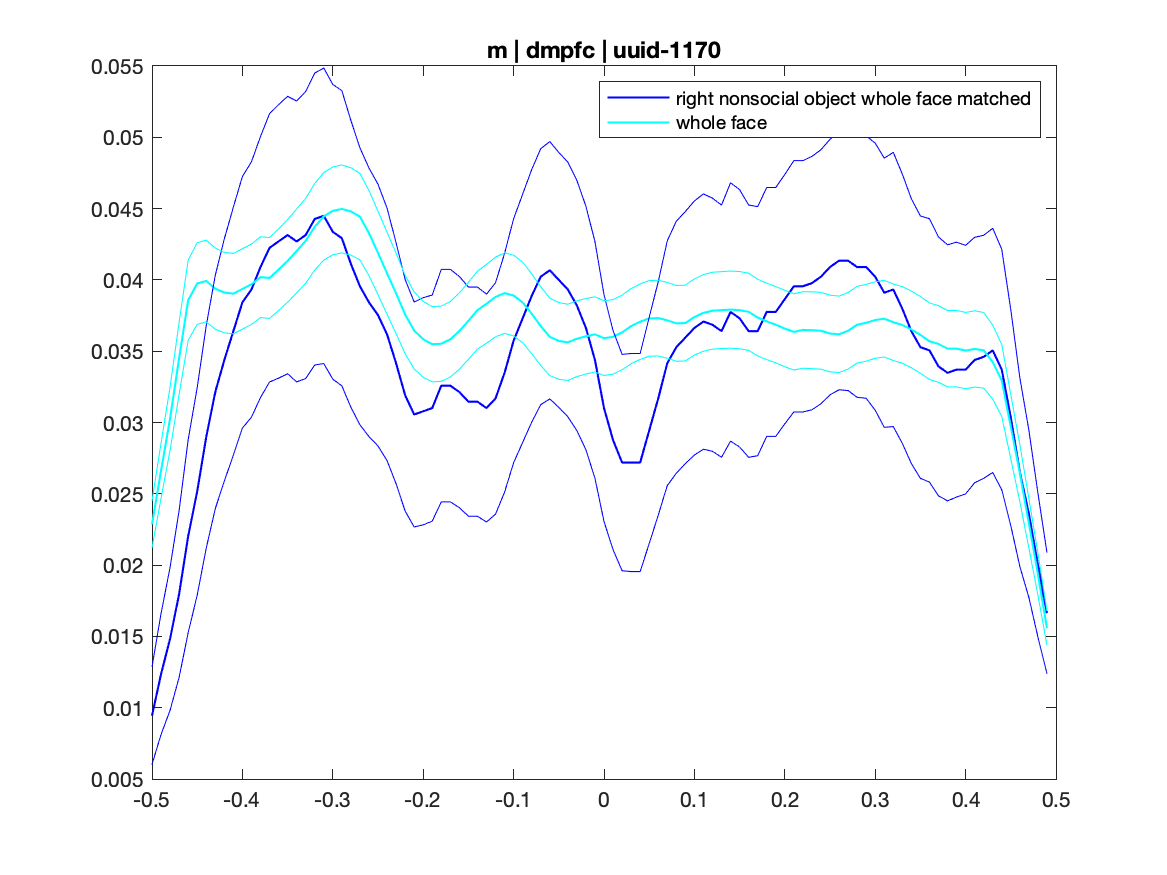 m | dmpfc | uuid-1170
right nonsocial object whole face matched
whole face
0.055
0.05
0.045
0.04
0.035
0.03
0.025
0.02
0.015
0.01
0.005
-0.5 -0.4 -0.3 -0.2 -0.1 0 0.1 0.2 0.3 0.4 0.5